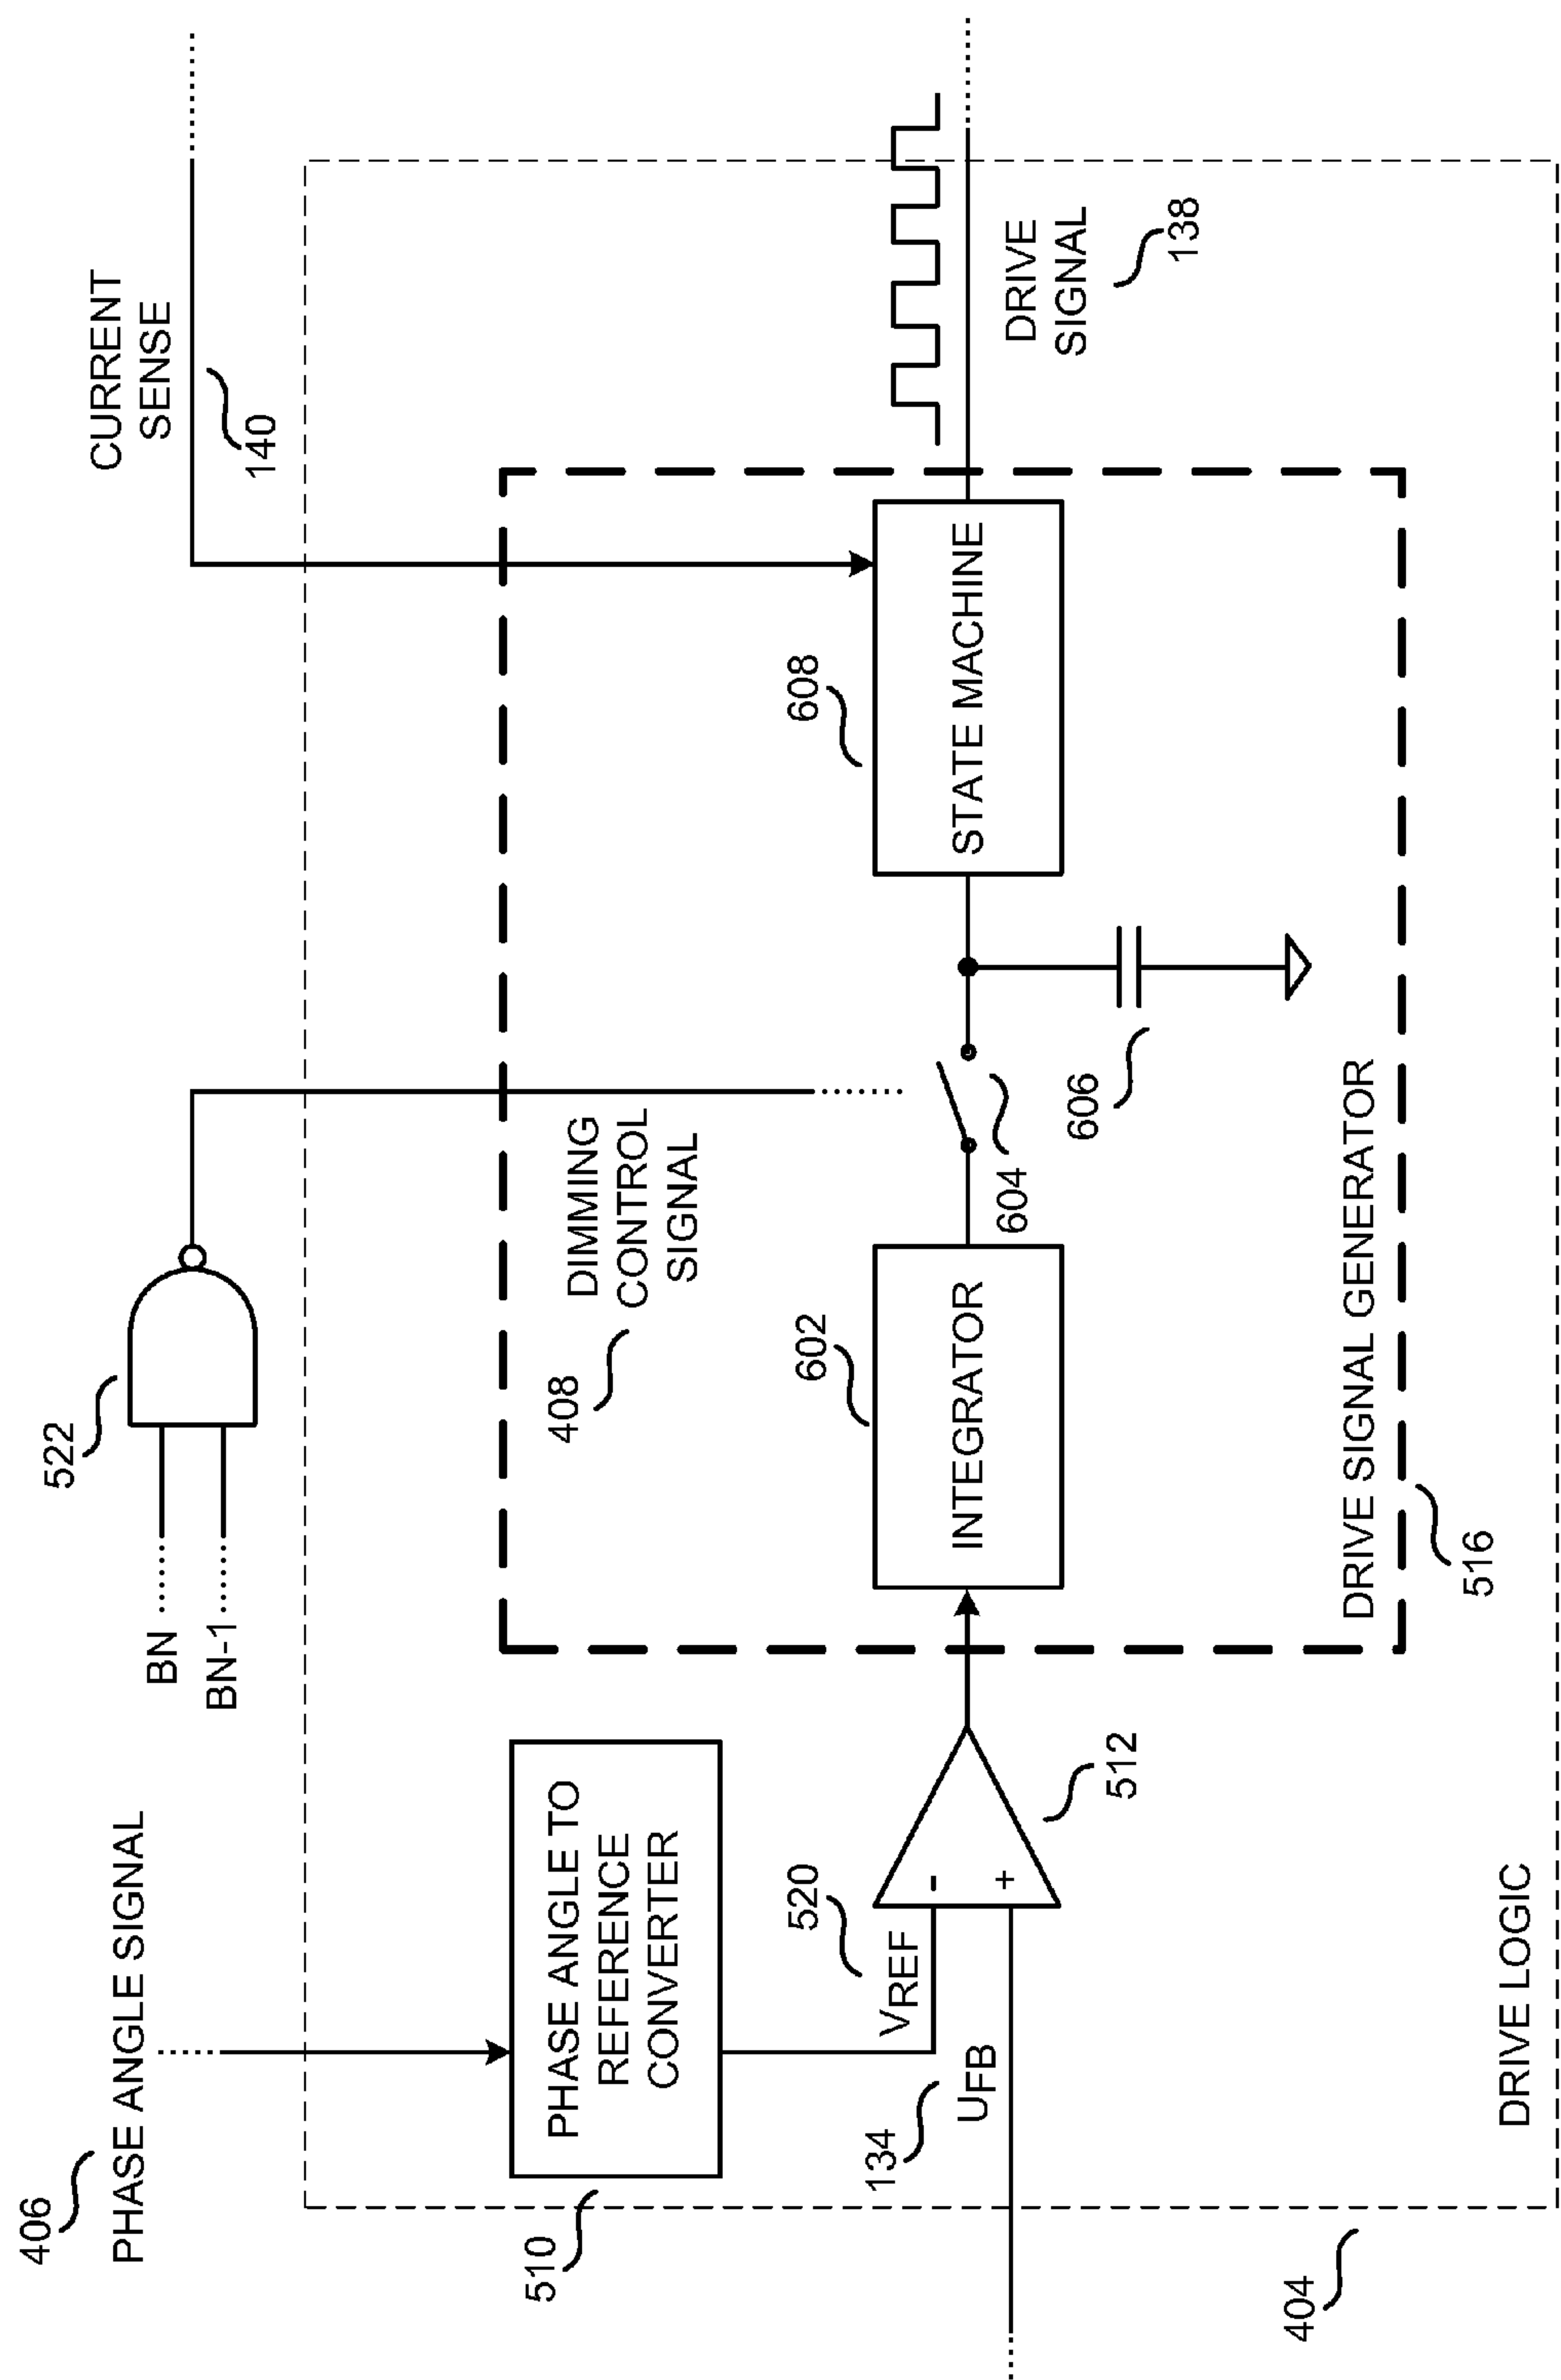 406
PHASE ANGLE SIGNAL
BN
BN-1
522
CURRENT
SENSE
140
510
PHASE ANGLE TO
REFERENCE
CONVERTER
408
DIMMING
CONTROL
SIGNAL
520
VREF
134
UFB
-
+
512
602
INTEGRATOR
604
606
608
STATE MACHINE
DRIVE
SIGNAL
138
DRIVE SIGNAL GENERATOR
516
DRIVE LOGIC
404